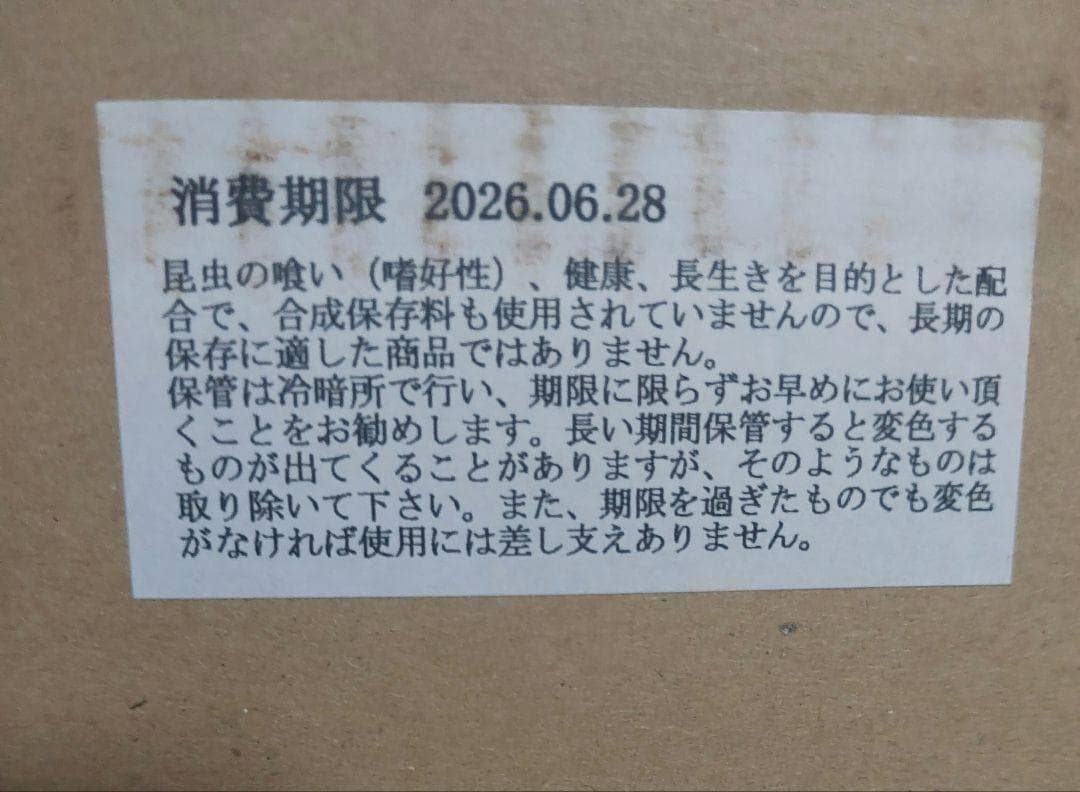 消費期限 2026.06.28
昆虫の喰い（嗜好性）、健康、長生きを目的とした配
合で、合成保存料も使用されていませんので、長期の
保存に適した商品ではありません。
保管は冷暗所で行い、期限に限らずお早めにお使い頂
くことをお勧めします。長い期間保管すると変色する
ものが出てくることがありますが、そのようなものは
取り除いて下さい。また、期限を過ぎたものでも変色
がなければ使用には差し支えありません。